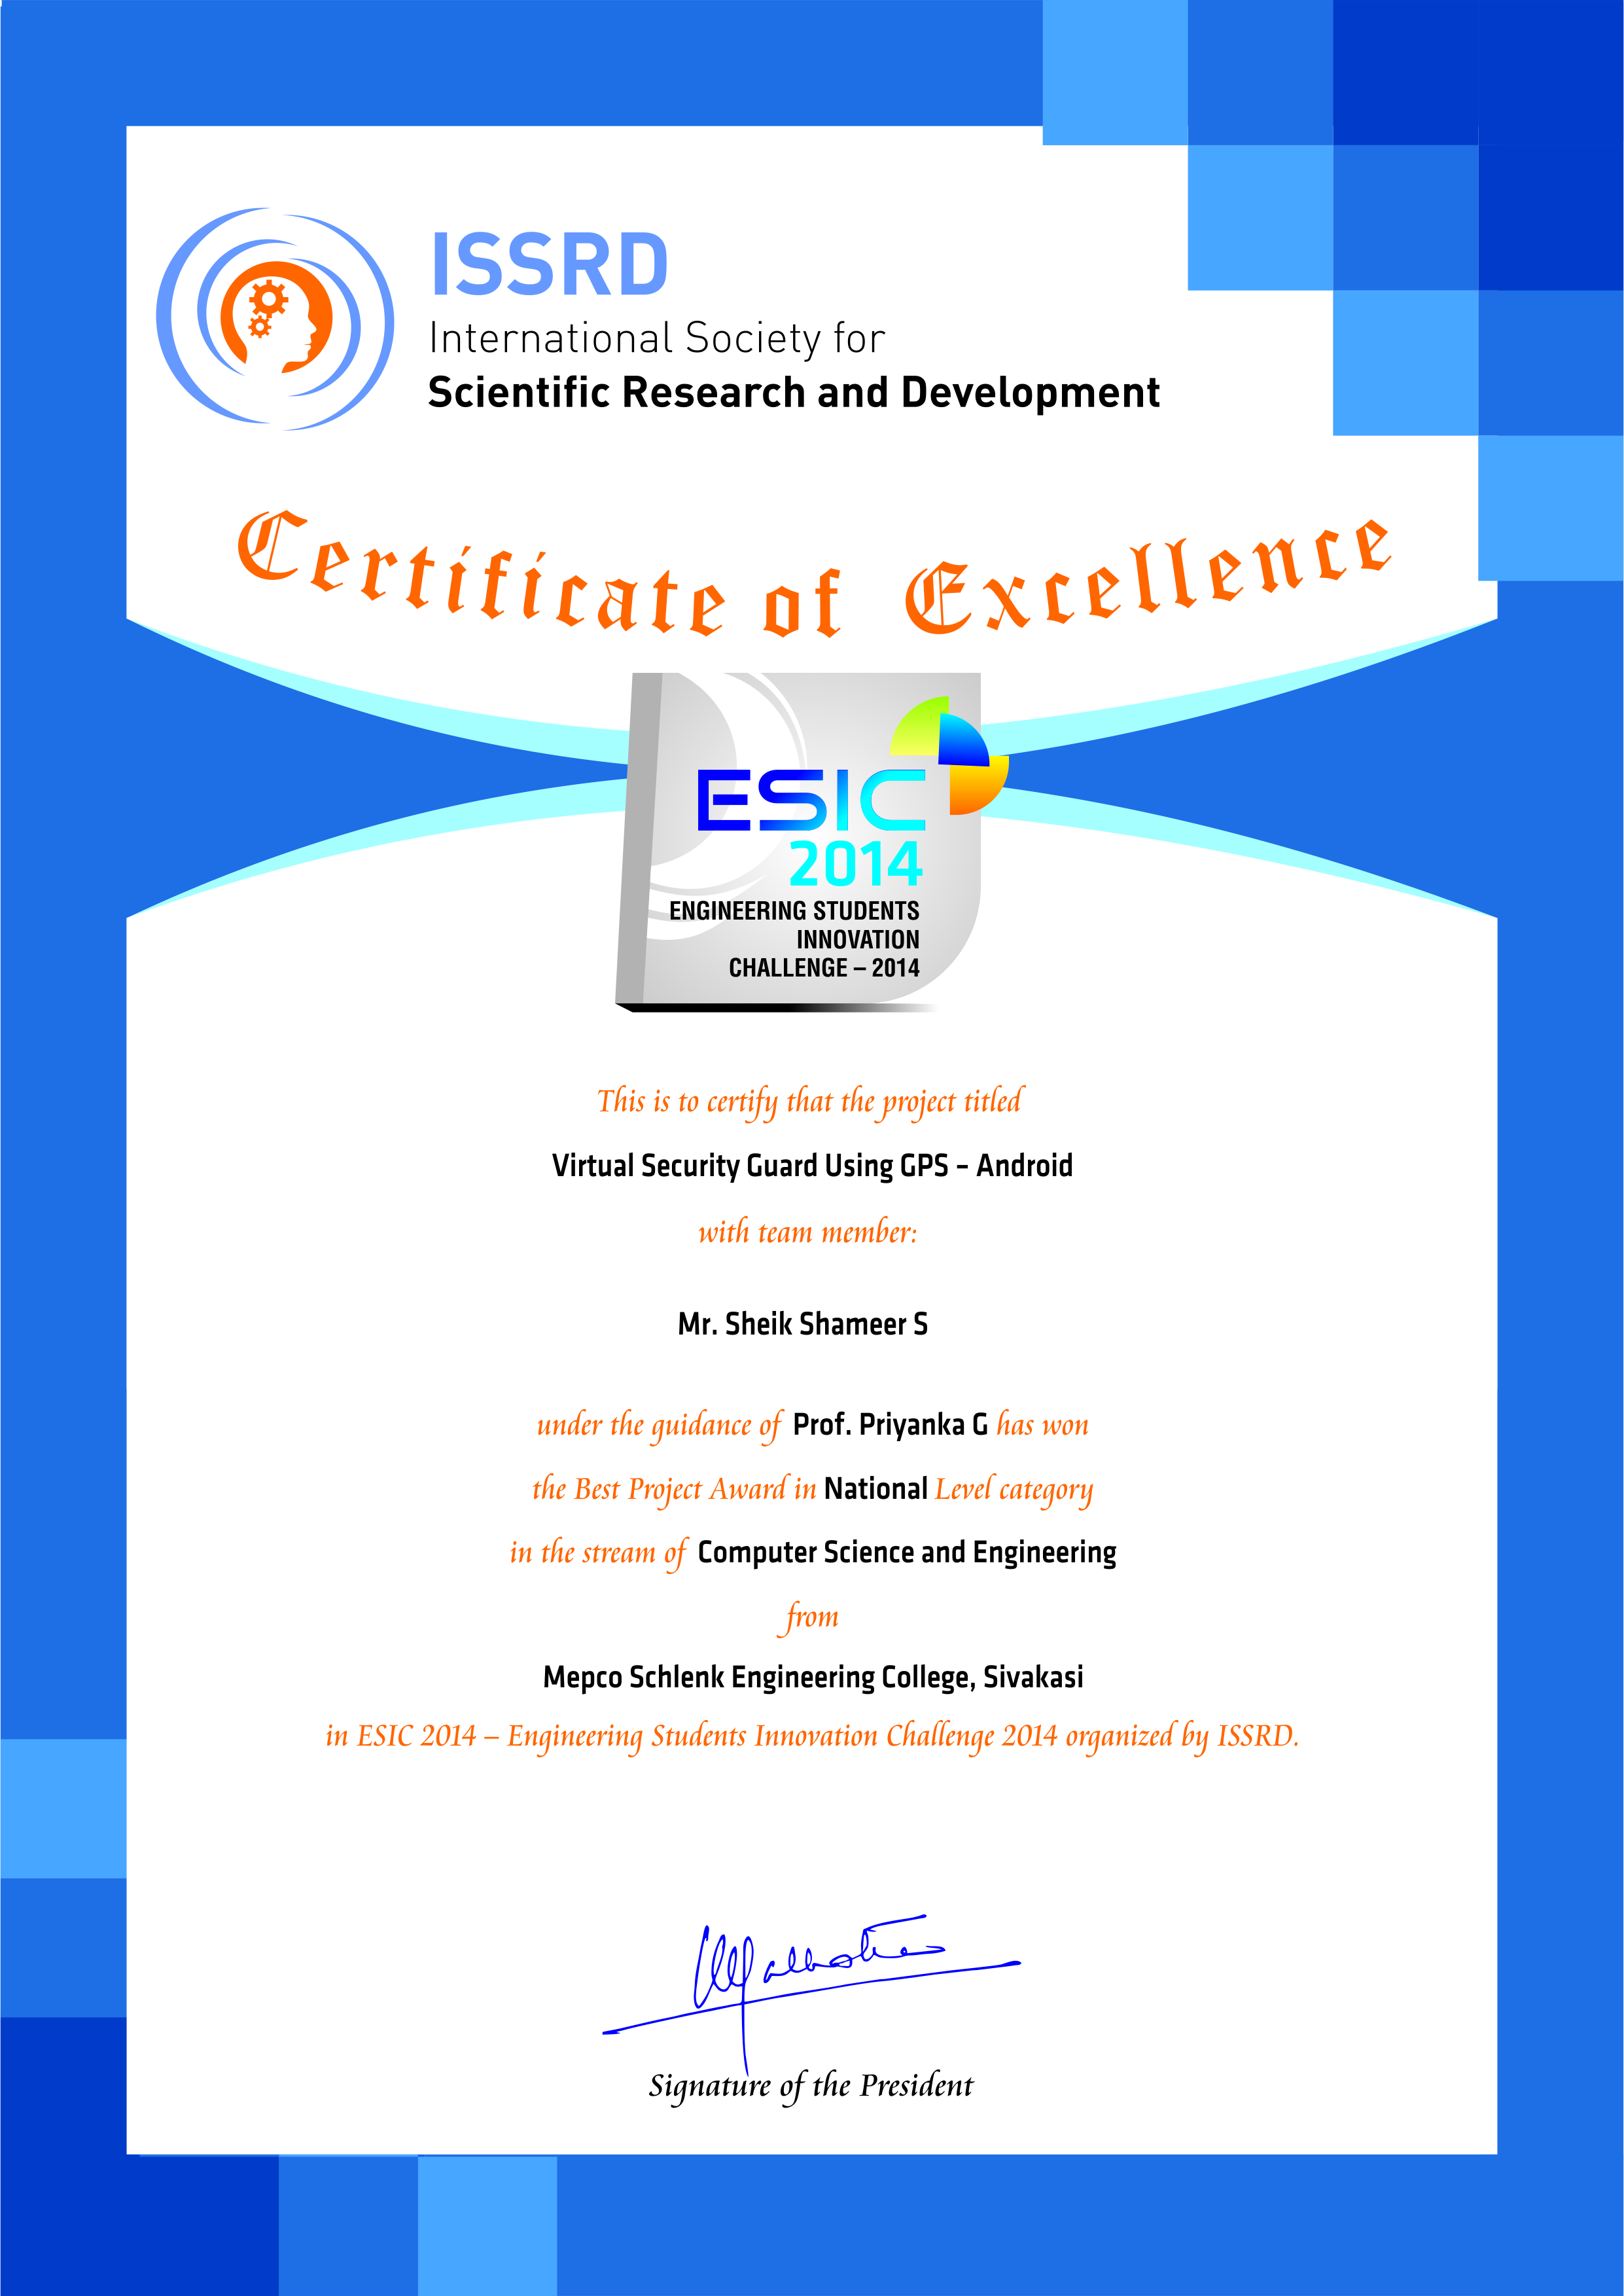 ISSRD
International Society for
Scientific Research and Development
Certificate of Excellence
ESIC
2014
ENGINEERING STUDENTS
INNOVATION
CHALLENGE – 2014
This is to certify that the project titled
Virtual Security Guard Using GPS – Android
with team member:
Mr. Sheik Shameer S
under the guidance of Prof. Priyanka G has won
the Best Project Award in National Level category
in the stream of Computer Science and Engineering
from
Mepco Schlenk Engineering College, Sivakasi
in ESIC 2014 – Engineering Students Innovation Challenge 2014 organized by ISSRD.
Signature of the President